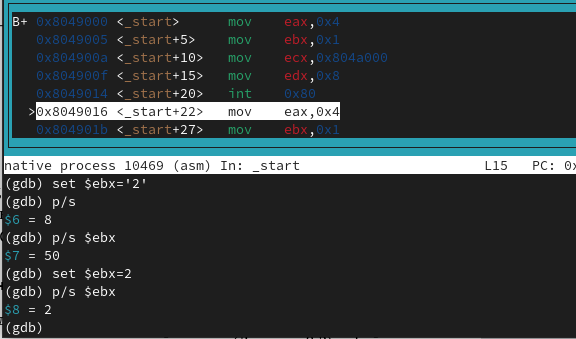 B+ 0x8049000 <_start> mov eax,0x4
0x8049005 <_start+5> mov ebx,0x1
0x804900a <_start+10> mov ecx,0x804a000
0x804900f <_start+15> mov edx,0x8
0x8049014 <_start+20> int 0x80
>0x8049016 <_start+22> mov eax,0x4
0x804901b <_start+27> mov ebx,0x1
native process 10469 (asm) In: _start L15 PC: 0x
(gdb) set $ebx='2'
(gdb) p/s
$6 = 8
(gdb) p/s $ebx
$7 = 50
(gdb) set $ebx=2
(gdb) p/s $ebx
$8 = 2
(gdb)